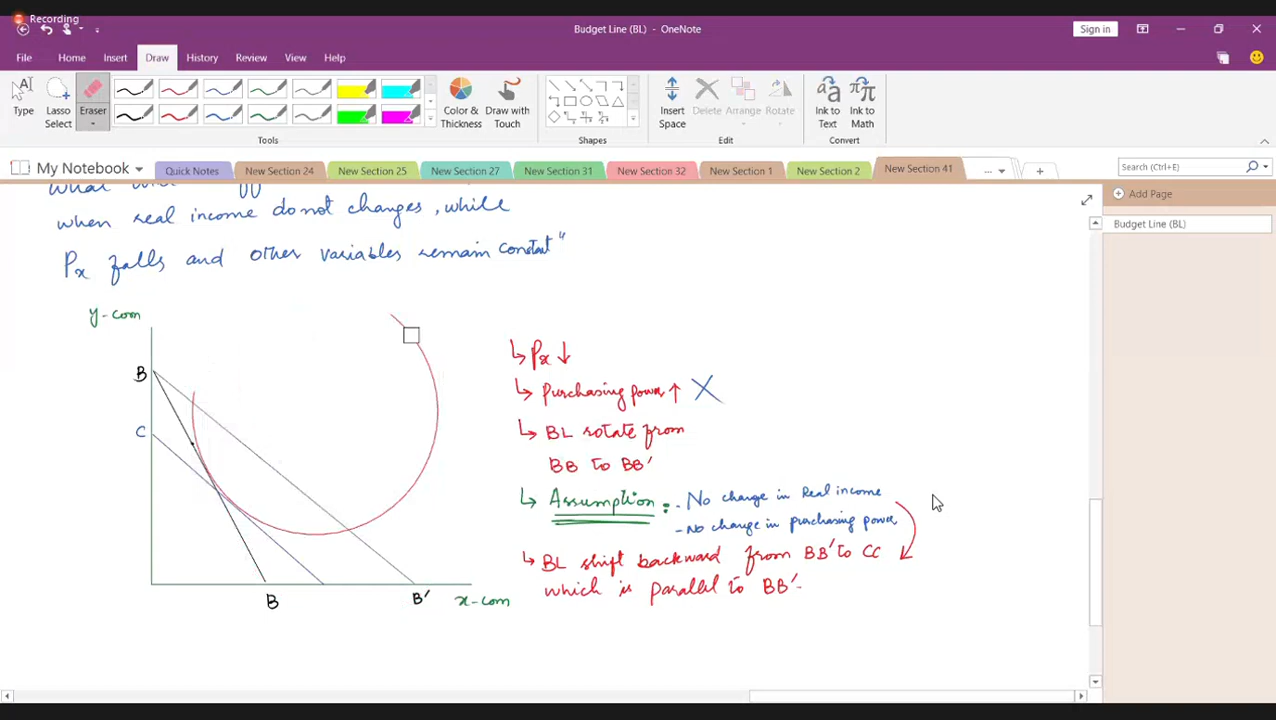 Recording
Budget Line (BL) - OneNote
Sign in
File Home Insert Draw History Review View Help
Type
Lasso Select
Eraser
Color & Thickness
Draw with Touch
Insert Space
Delete
Arrange
Rotate
Ink to Text
Ink to Math
Tools
Shapes
Edit
Convert
My Notebook
Quick Notes
New Section 24
New Section 25
New Section 27
New Section 31
New Section 32
New Section 1
New Section 2
New Section 41
Search (Ctrl+E)
Add Page
Budget Line (BL)
what
when real income do not changes, while
Px falls and other variables remain constant"
y-com
B
C
B
B'
x-com
↳ Px ↓
↳ Purchasing power ↑ X
↳ BL rotate from
BB to BB'
↳ Assumption : - No change in Real income
- No change in purchasing power
↳ BL shift backward from BB' to CC
which is parallel to BB'-